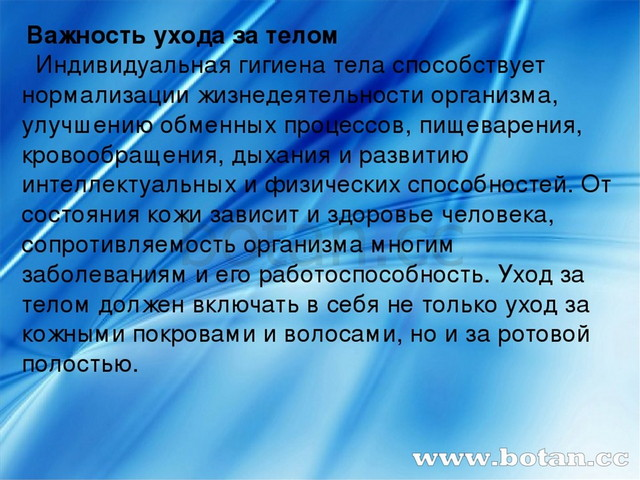 Важность ухода за телом
Индивидуальная гигиена тела способствует
нормализации жизнедеятельности организма,
улучшению обменных процессов, пищеварения,
кровообращения, дыхания и развитию
интеллектуальных и физических способностей. От
состояния кожи зависит и здоровье человека,
сопротивляемость организма многим
заболеваниям и его работоспособность. Уход за
телом должен включать в себя не только уход за
кожными покровами и волосами, но и за ротовой
полостью.
botan.cc
www.botan.cc